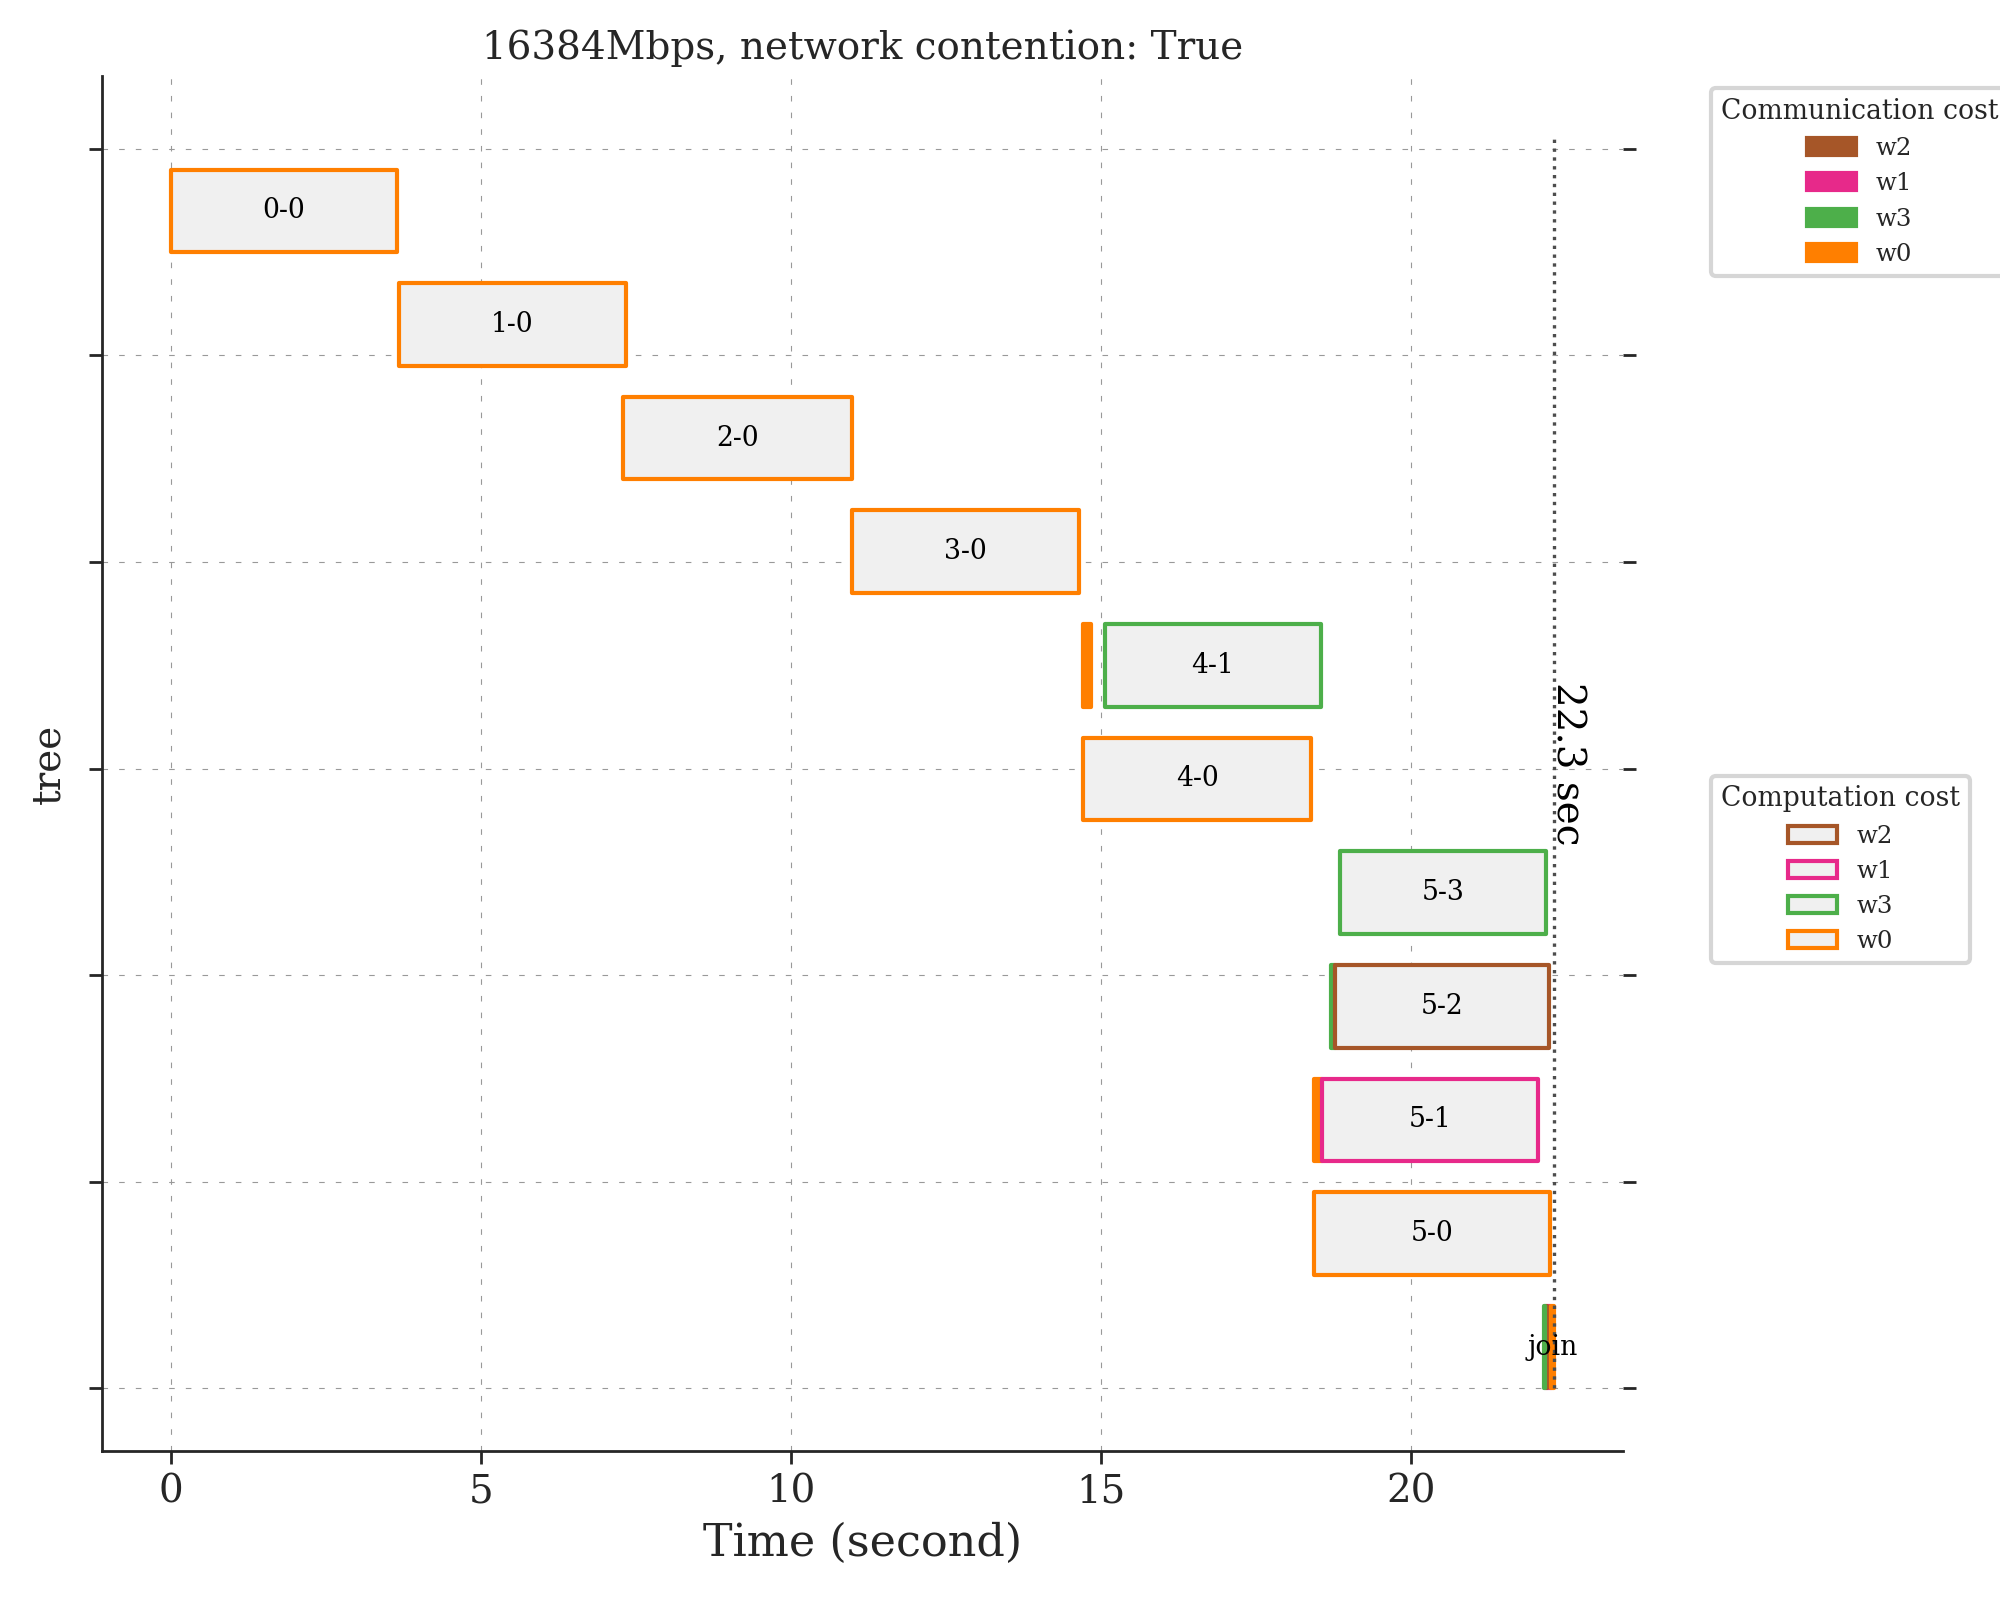 16384Mbps, network contention: True
Communication cost
w2
w1
w3
w0
0-0
1-0
2-0
3-0
4-1
4-0
5-3
5-2
5-1
5-0
join
22.3 sec
tree
Computation cost
w2
w1
w3
w0
0
5
10
15
20
Time (second)